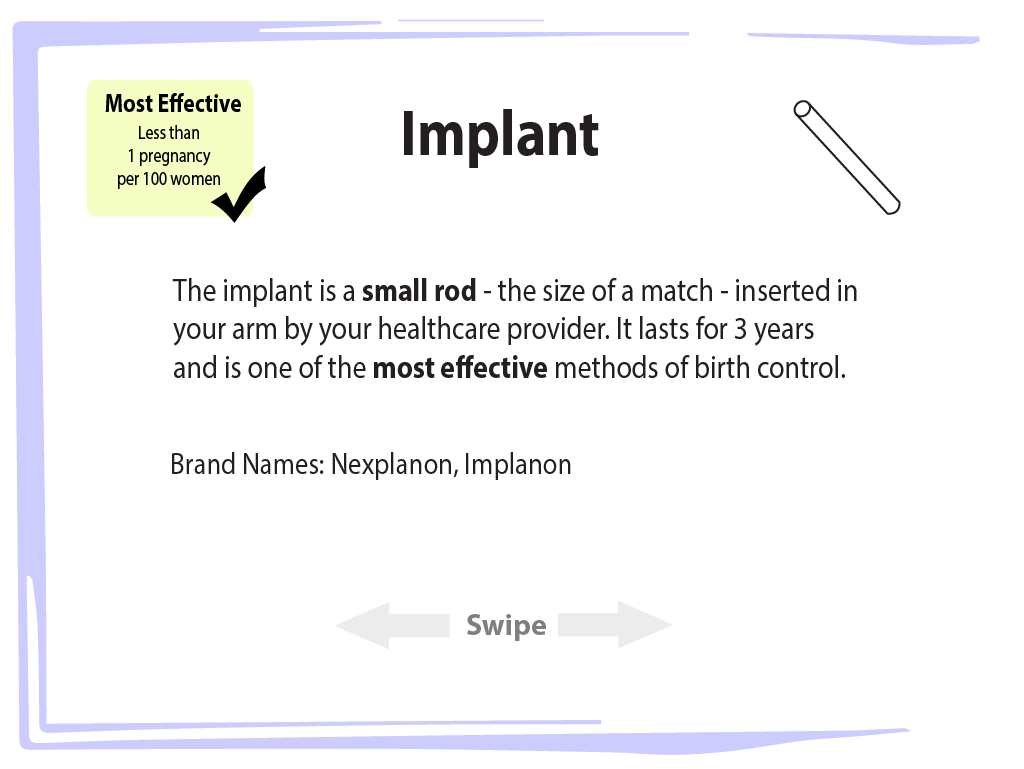 Most Effective
Less than
1 pregnancy
per 100 women
Implant
The implant is a small rod - the size of a match - inserted in
your arm by your healthcare provider. It lasts for 3 years
and is one of the most effective methods of birth control.
Brand Names: Nexplanon, Implanon
Swipe